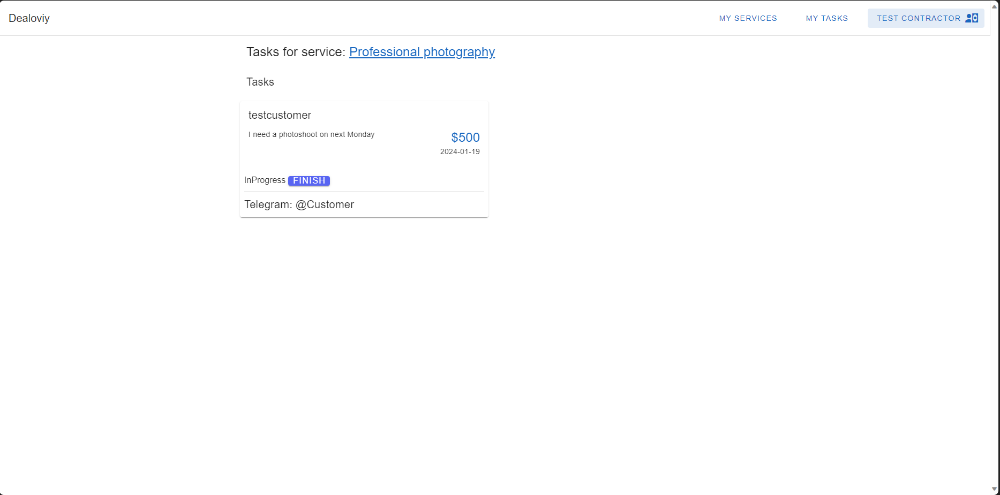 Dealoviy
MY SERVICES
MY TASKS
TEST CONTRACTOR
Tasks for service: Professional photography
Tasks
testcustomer
I need a photoshoot on next Monday
$500
2024-01-19
InProgress FINISH
Telegram: @Customer